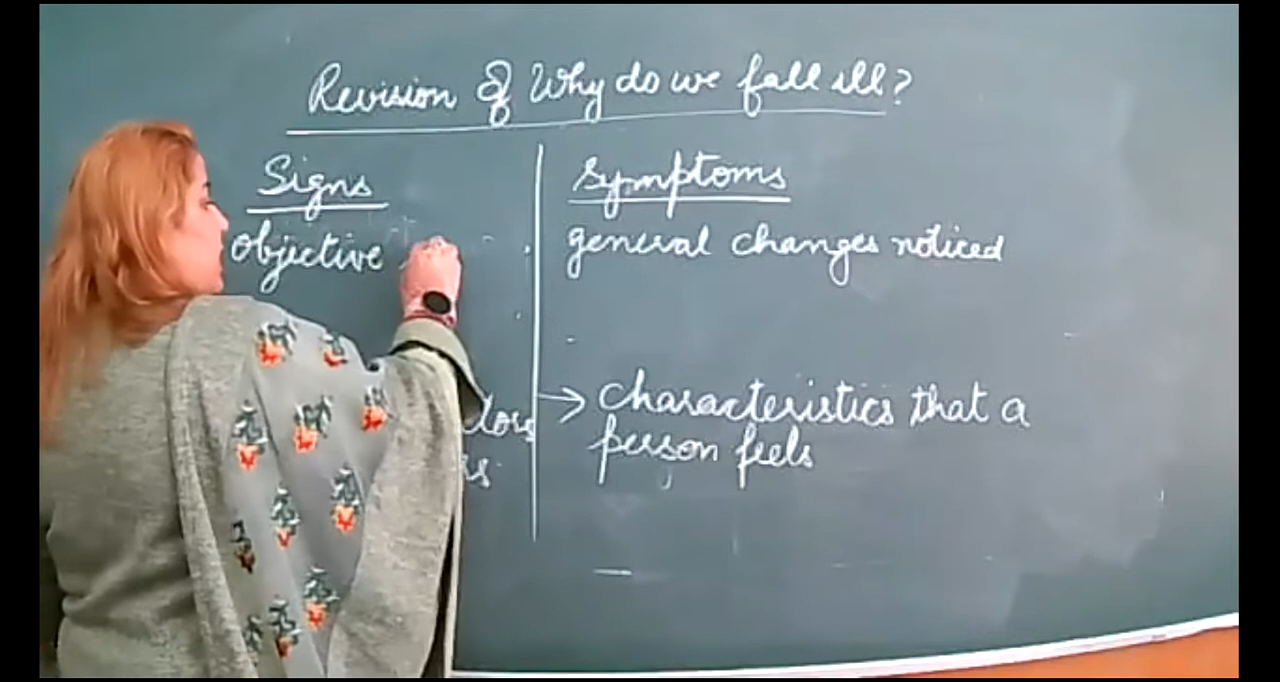 Revision of Why do we fall ill?
Signs
objective
Symptoms
general changes noticed
→ Characteristics that a
person feels